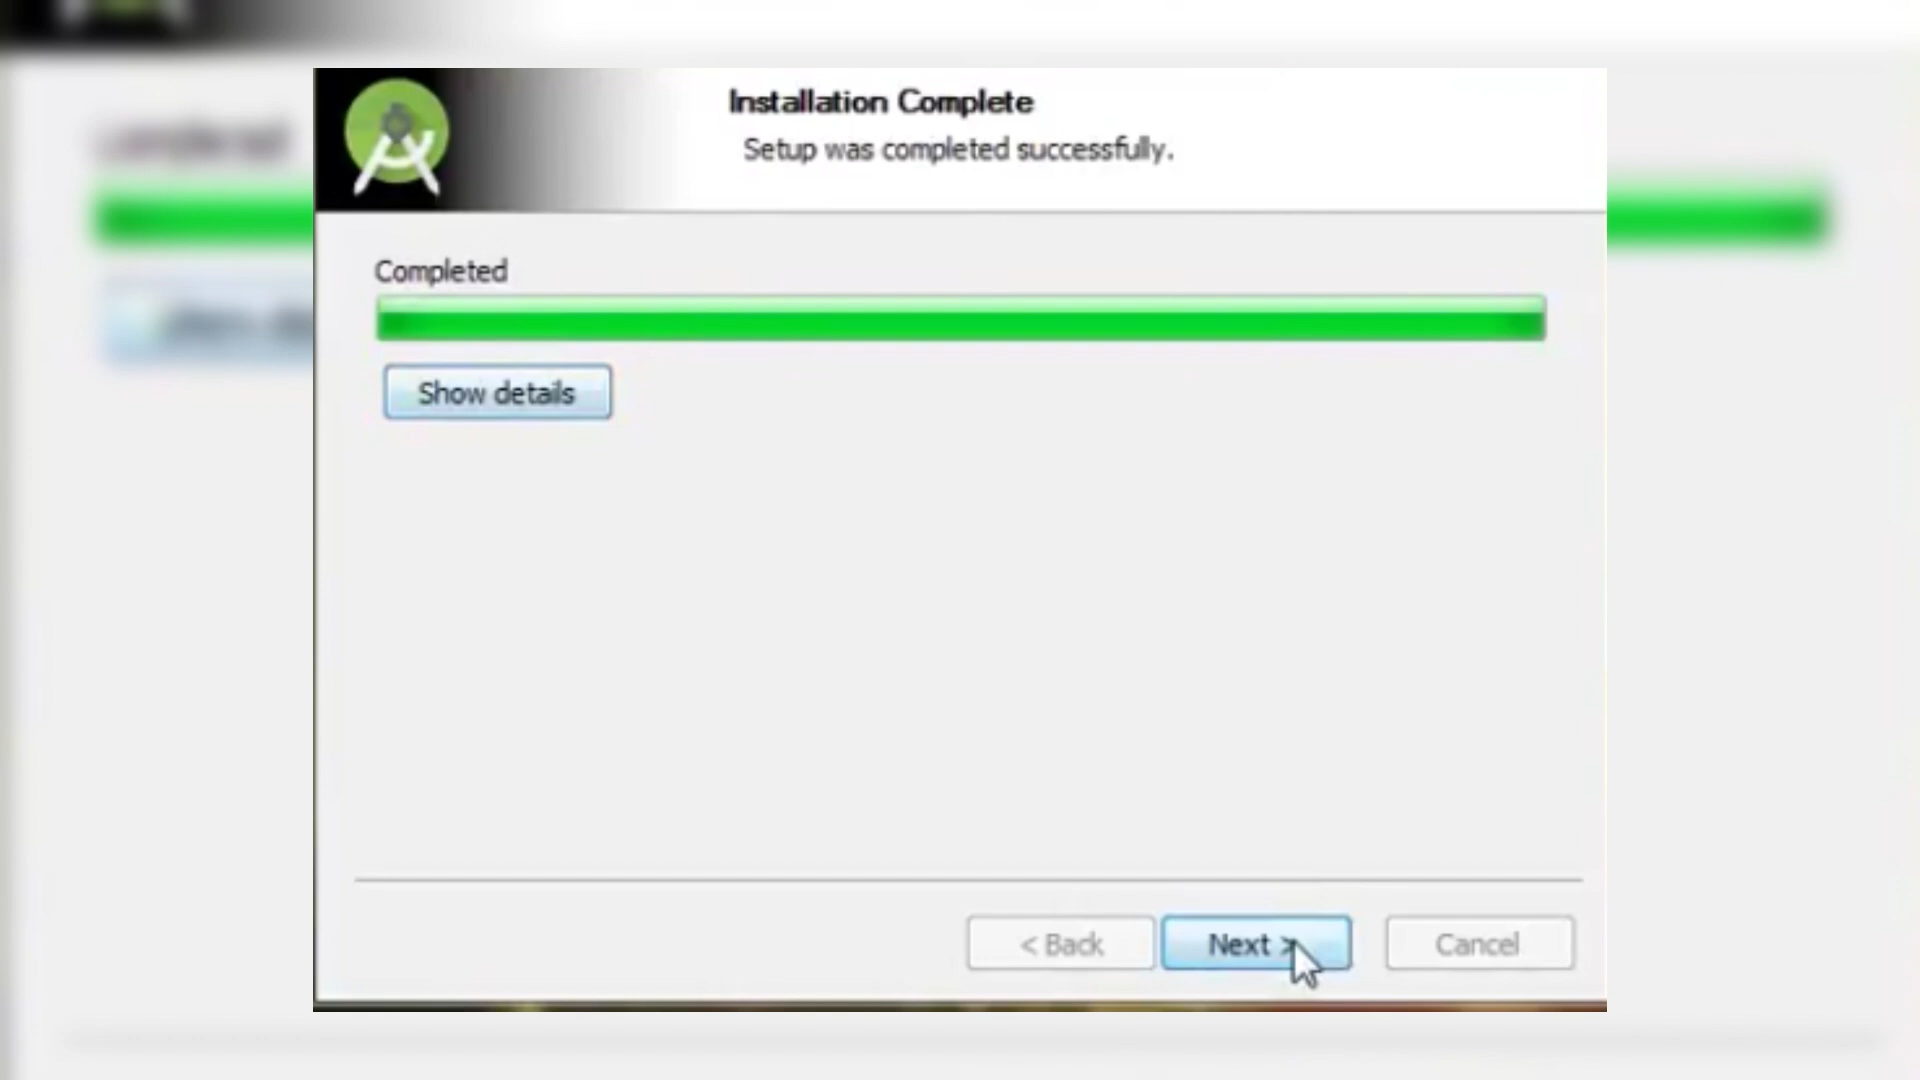 Installation Complete
Setup was completed successfully.
Completed
Show details
< Back
Next >
Cancel